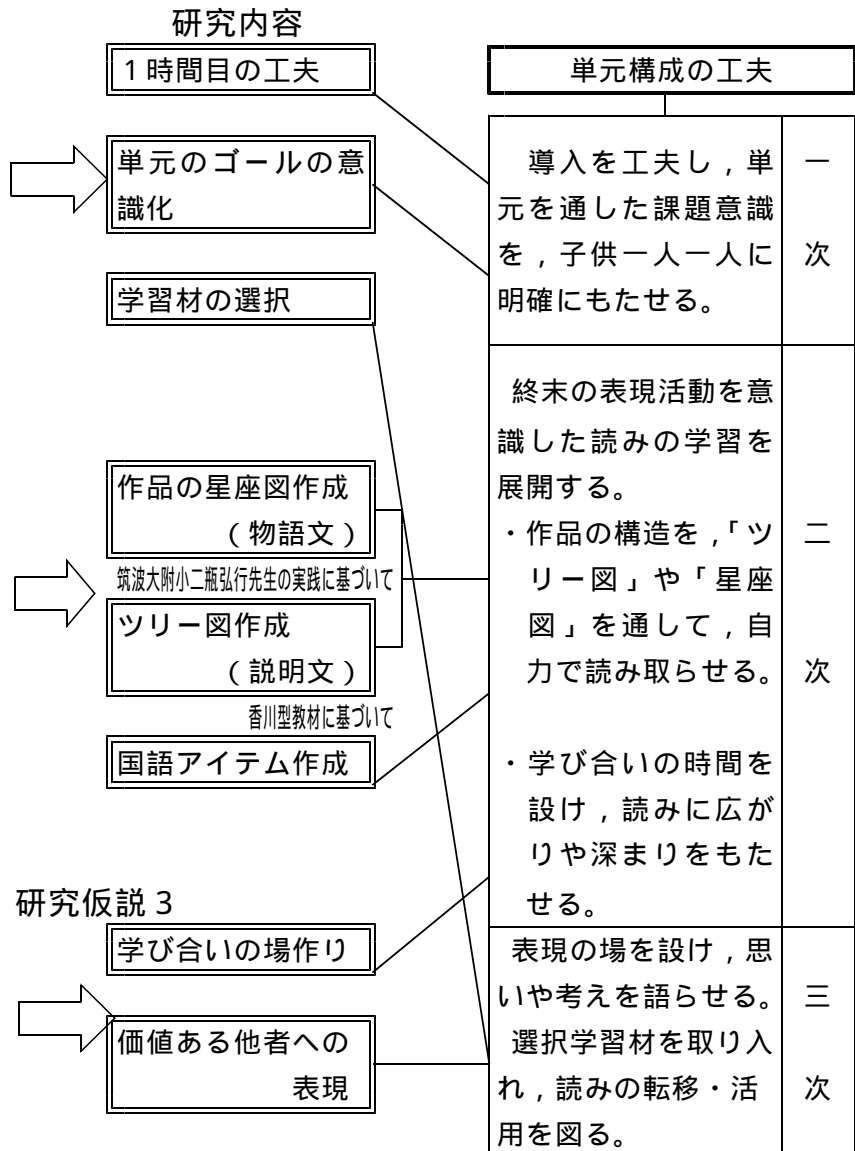 研究内容
1時間目の工夫
単元のゴールの意
識化
学習材の選択
作品の星座図作成
（物語文）
筑波大附小二瓶弘行先生の実践に基づいて
ツリー図作成
（説明文）
香川型教材に基づいて
国語アイテム作成
研究仮説3
学び合いの場作り
価値ある他者への
表現
単元構成の工夫
導入を工夫し，単
元を通した課題意識
を，子供一人一人に
明確にもたせる。
一
次
終末の表現活動を意
識した読みの学習を
展開する。
・作品の構造を，「ツ
リー図」や「星座
図」を通して，自
力で読み取らせる。
・学び合いの時間を
設け，読みに広が
りや深まりをもた
せる。
二
次
表現の場を設け，思
いや考えを語らせる。
選択学習材を取り入
れ，読みの転移・活
用を図る。
三
次